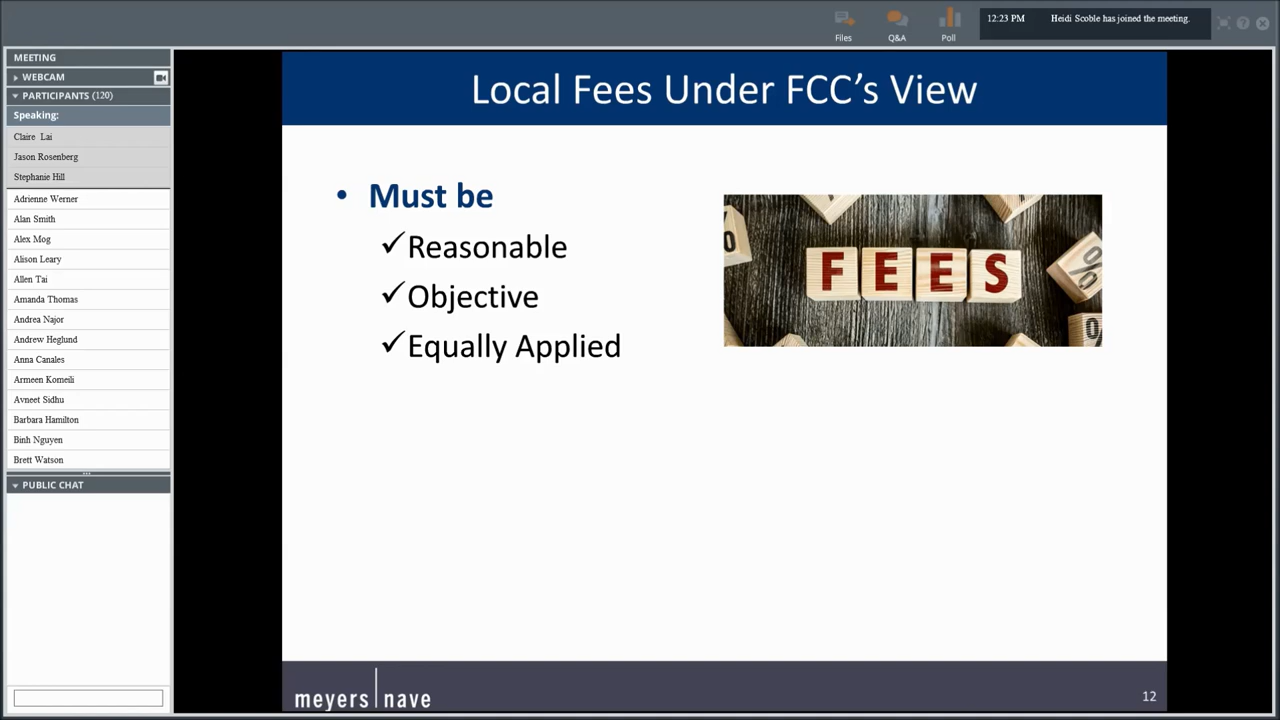 Files
Q&A
Poll
12:23 PM Heidi Scoble has joined the meeting.
MEETING
WEBCAM
PARTICIPANTS (120)
Speaking:
Claire Lai
Jason Rosenberg
Stephanie Hill
Adrienne Werner
Alan Smith
Alex Mog
Alison Leary
Allen Tai
Amanda Thomas
Andrea Najor
Andrew Heglund
Anna Canales
Armeen Komeili
Avneet Sidhu
Barbara Hamilton
Binh Nguyen
Brett Watson
PUBLIC CHAT
Local Fees Under FCC's View
• Must be
✓Reasonable
✓Objective
✓Equally Applied
FEES
%
meyers|nave
12